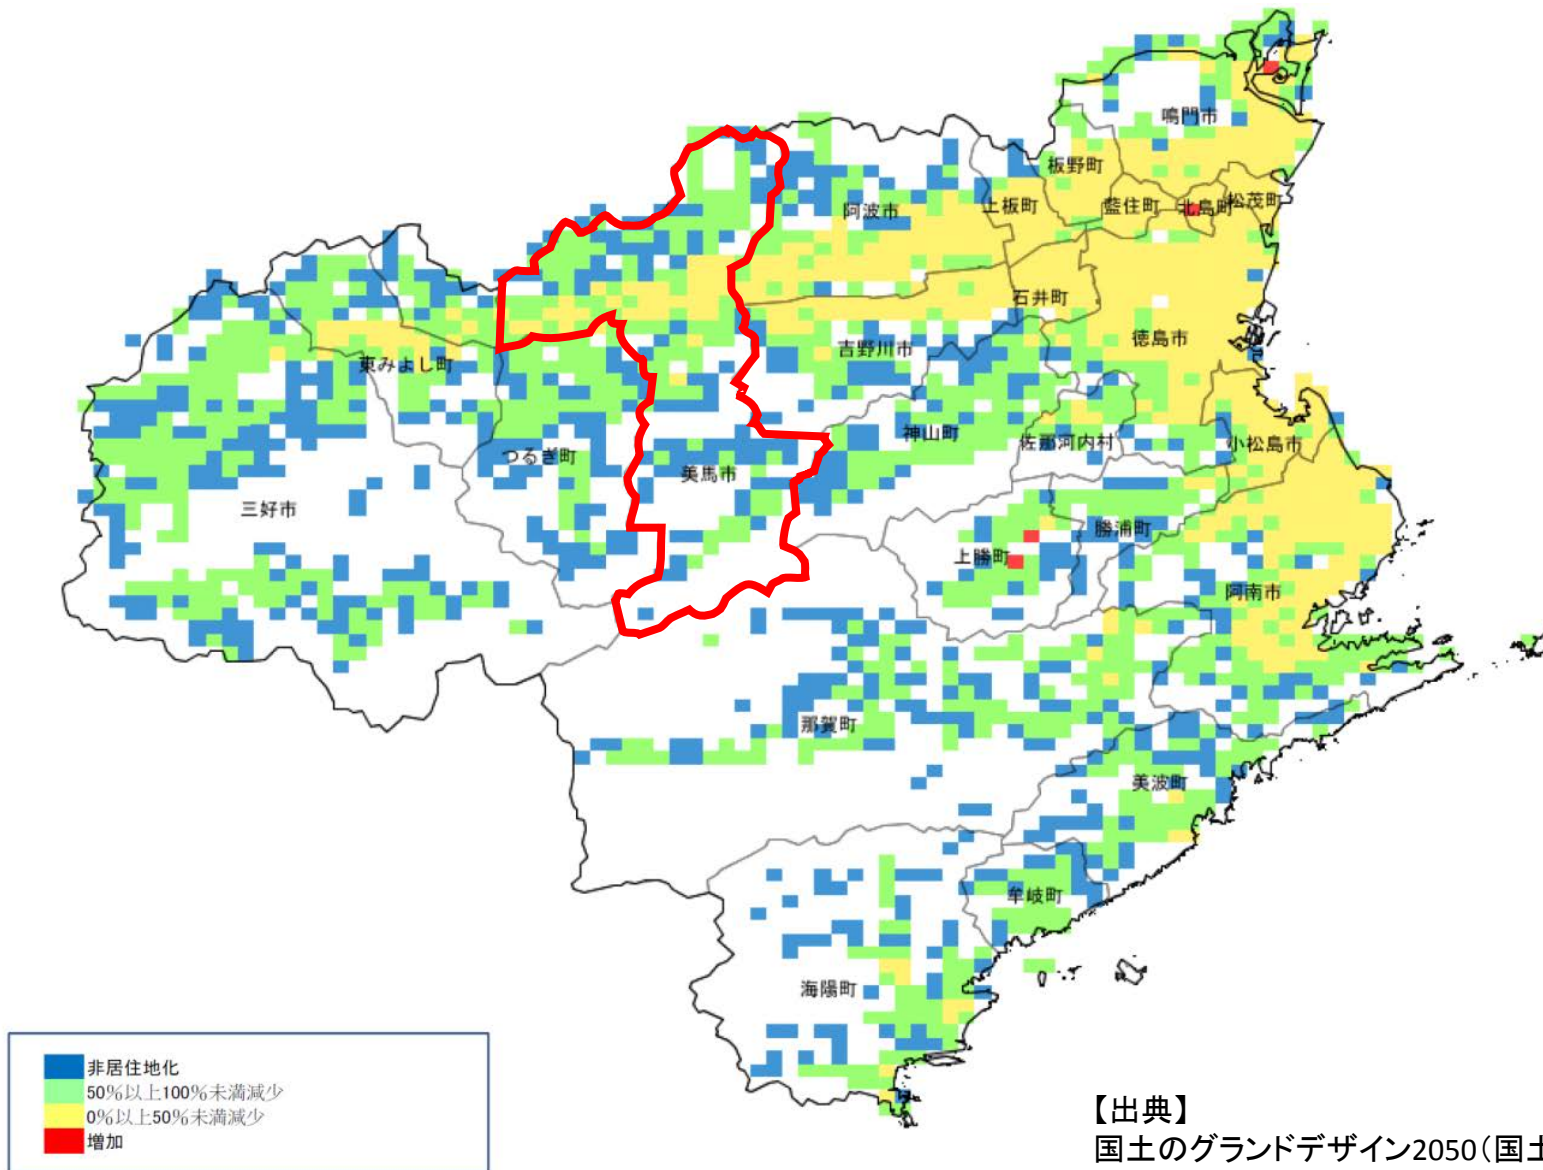 鳴門市
板野町
阿波市
上板町
藍住町
北島町
松茂町
石井町
徳島市
吉野川市
東みよし町
神山町
佐那河内村
小松島市
つるぎ町
美馬市
三好市
勝浦町
上勝町
阿南市
那賀町
美波町
牟岐町
海陽町
非居住地化
50％以上100％未満減少
0％以上50％未満減少
増加
【出典】
国土のグランドデザイン2050（国土